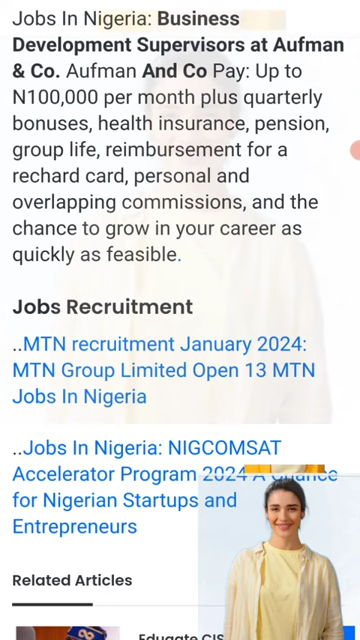 Jobs In Nigeria: Business
Development Supervisors at Aufman
& Co. Aufman And Co Pay: Up to
N100,000 per month plus quarterly
bonuses, health insurance, pension,
group life, reimbursement for a
rechard card, personal and
overlapping commissions, and the
chance to grow in your career as
quickly as feasible.
Jobs Recruitment
..MTN recruitment January 2024:
MTN Group Limited Open 13 MTN
Jobs In Nigeria
..Jobs In Nigeria: NIGCOMSAT
Accelerator Program 2024 A Chance
for Nigerian Startups and
Entrepreneurs
Related Articles
Edugate CIS